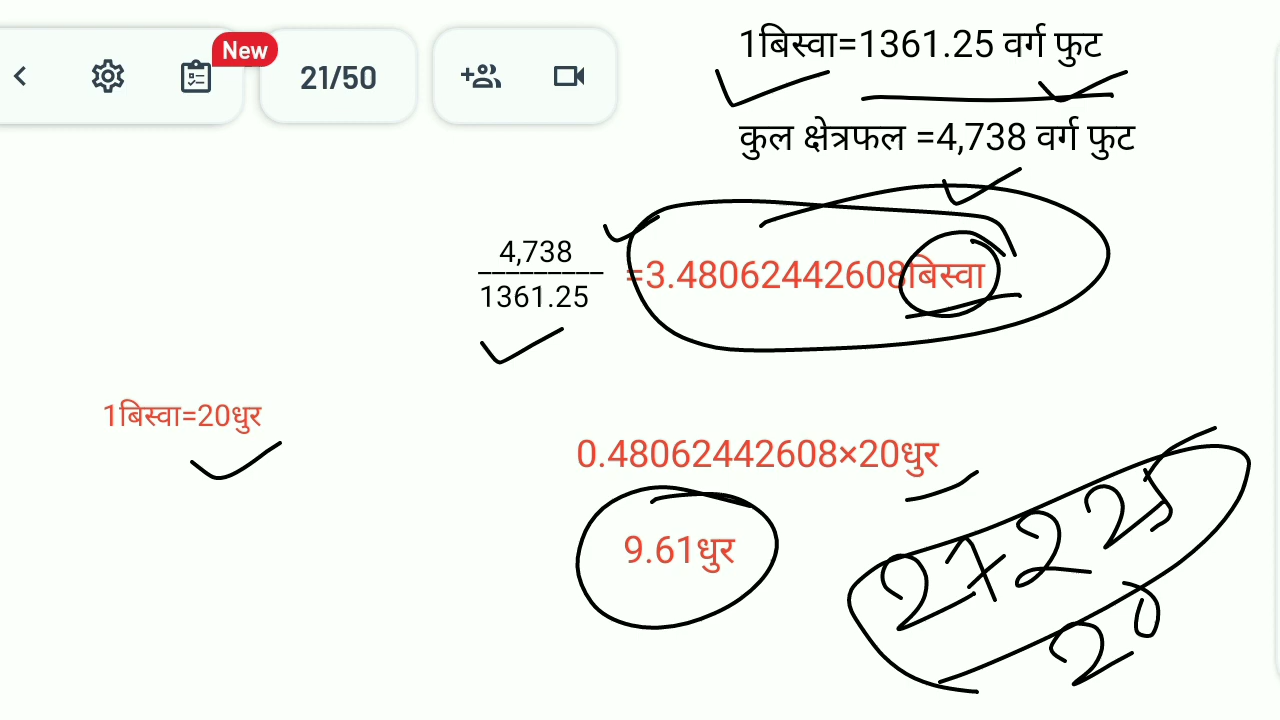 New
21/50
1बिस्वा=1361.25 वर्ग फुट
कुल क्षेत्रफल =4,738 वर्ग फुट
4,738
1361.25
=3.48062442608बिस्वा
1बिस्वा=20धुर
0.48062442608×20धुर
9.61धुर
20